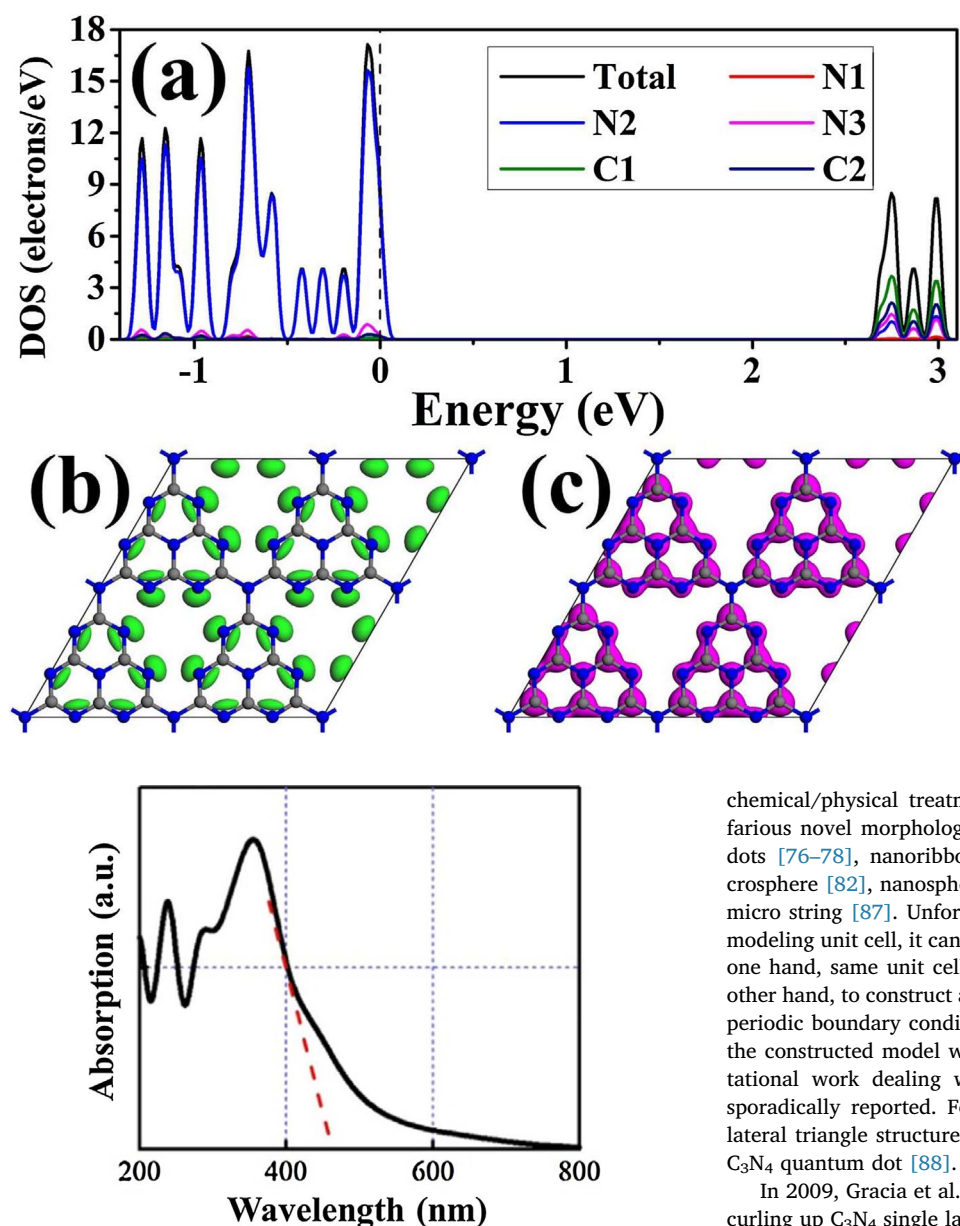 18
15
12
9
6
3
0
DOS (electrons/eV)
(a)
Total
N1
N2
N3
C1
C2
-1
0
1
2
3
Energy (eV)
(b)
(c)
Absorption (a.u.)
200
400
600
800
Wavelength (nm)
chemical/physical treatm
farious novel morpholog
dots [76–78], nanoribbo
crosphere [82], nanosphe
micro string [87]. Unfor
modeling unit cell, it can
one hand, same unit cell
other hand, to construct a
periodic boundary condi
the constructed model w
tational work dealing w
sporadically reported. Fo
lateral triangle structure
C₃N₄ quantum dot [88].
In 2009, Gracia et al.
curling up C₃N₄ single la